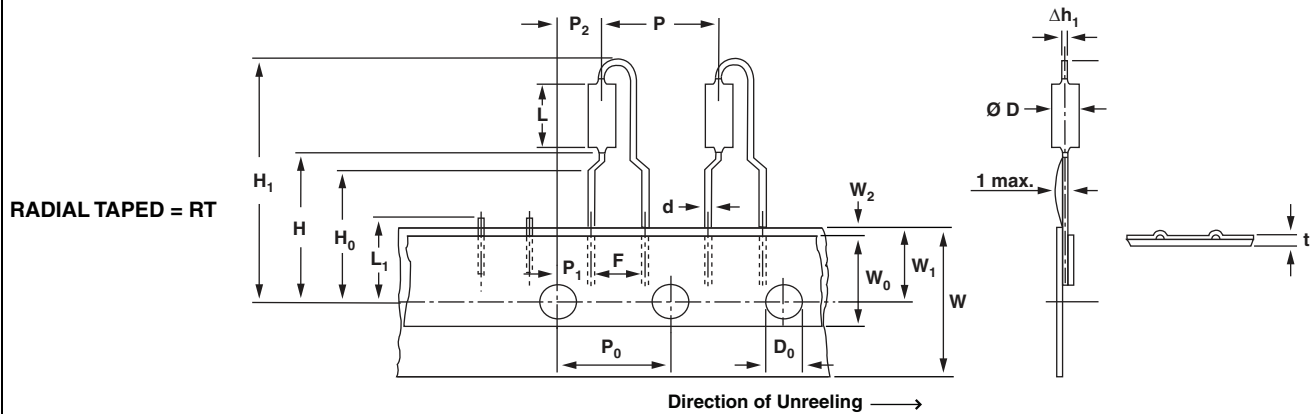 RADIAL TAPED = RT
P₂
P
Δh₁
L
Ø D
H₁
H
H₀
L₁
d
1 max.
W₂
t
P₁
F
W₀
W₁
W
P₀
D₀
Direction of Unreeling